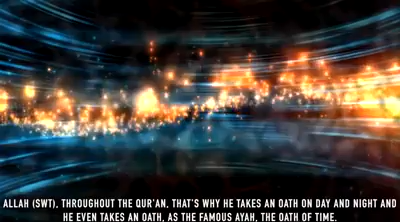 ALLAH (SWT), THROUGHOUT THE QUR'AN, THAT'S WHY HE TAKES AN OATH ON DAY AND NIGHT AND
HE EVEN TAKES AN OATH, AS THE FAMOUS AYAH, THE OATH OF TIME.